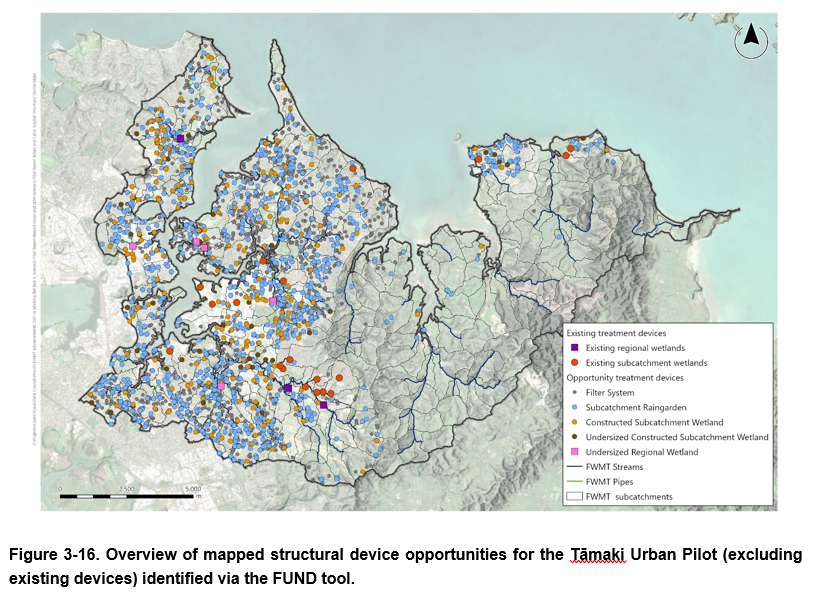 Existing treatment devices
Existing regional wetlands
Existing subcatchment wetlands
Opportunity treatment devices
Filter System
Subcatchment Raingarden
Constructed Subcatchment Wetland
Undersized Constructed Subcatchment Wetland
Undersized Regional Wetland
FWMT Streams
FWMT Pipes
FWMT subcatchments
0 2,500 5,000
m
Figure 3-16. Overview of mapped structural device opportunities for the Tāmaki Urban Pilot (excluding
existing devices) identified via the FUND tool.